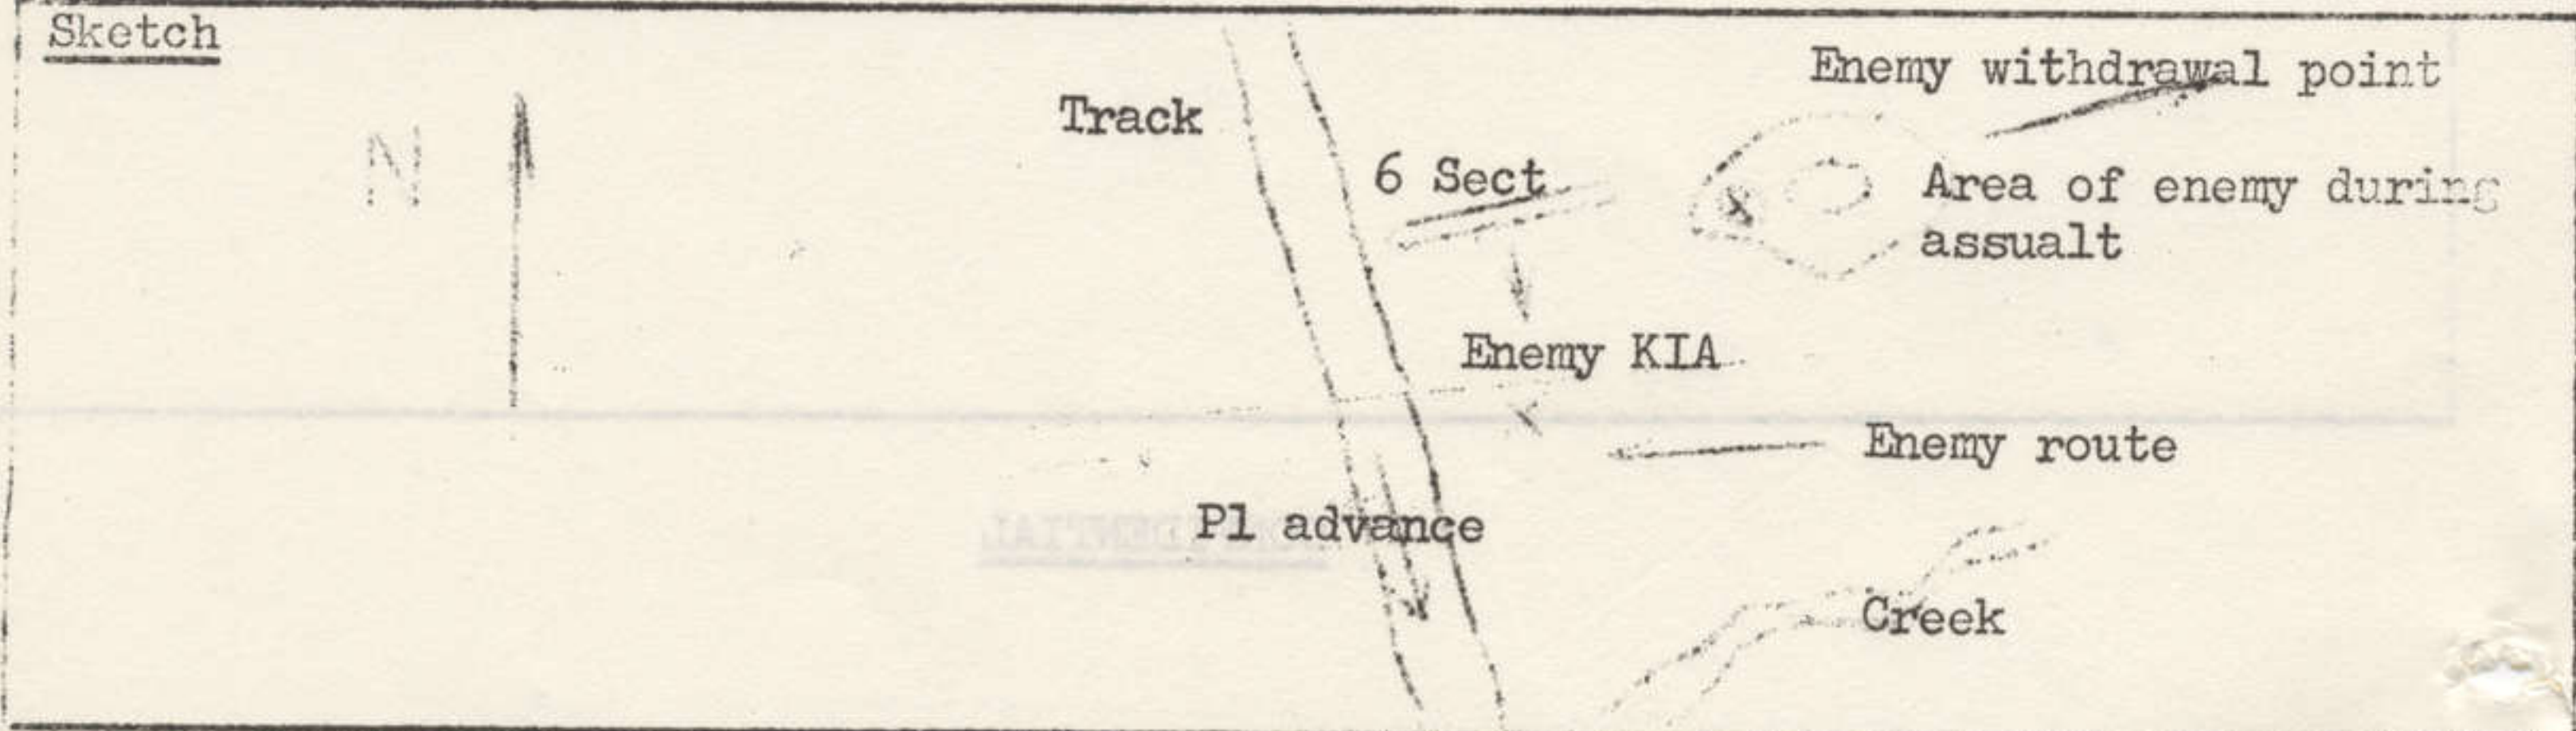 Sketch
Enemy withdrawal point
Track
N
6 Sect
Area of enemy during
assualt
x
Enemy KIA
x
Enemy route
Pl advance
CONFIDENTIAL
Creek